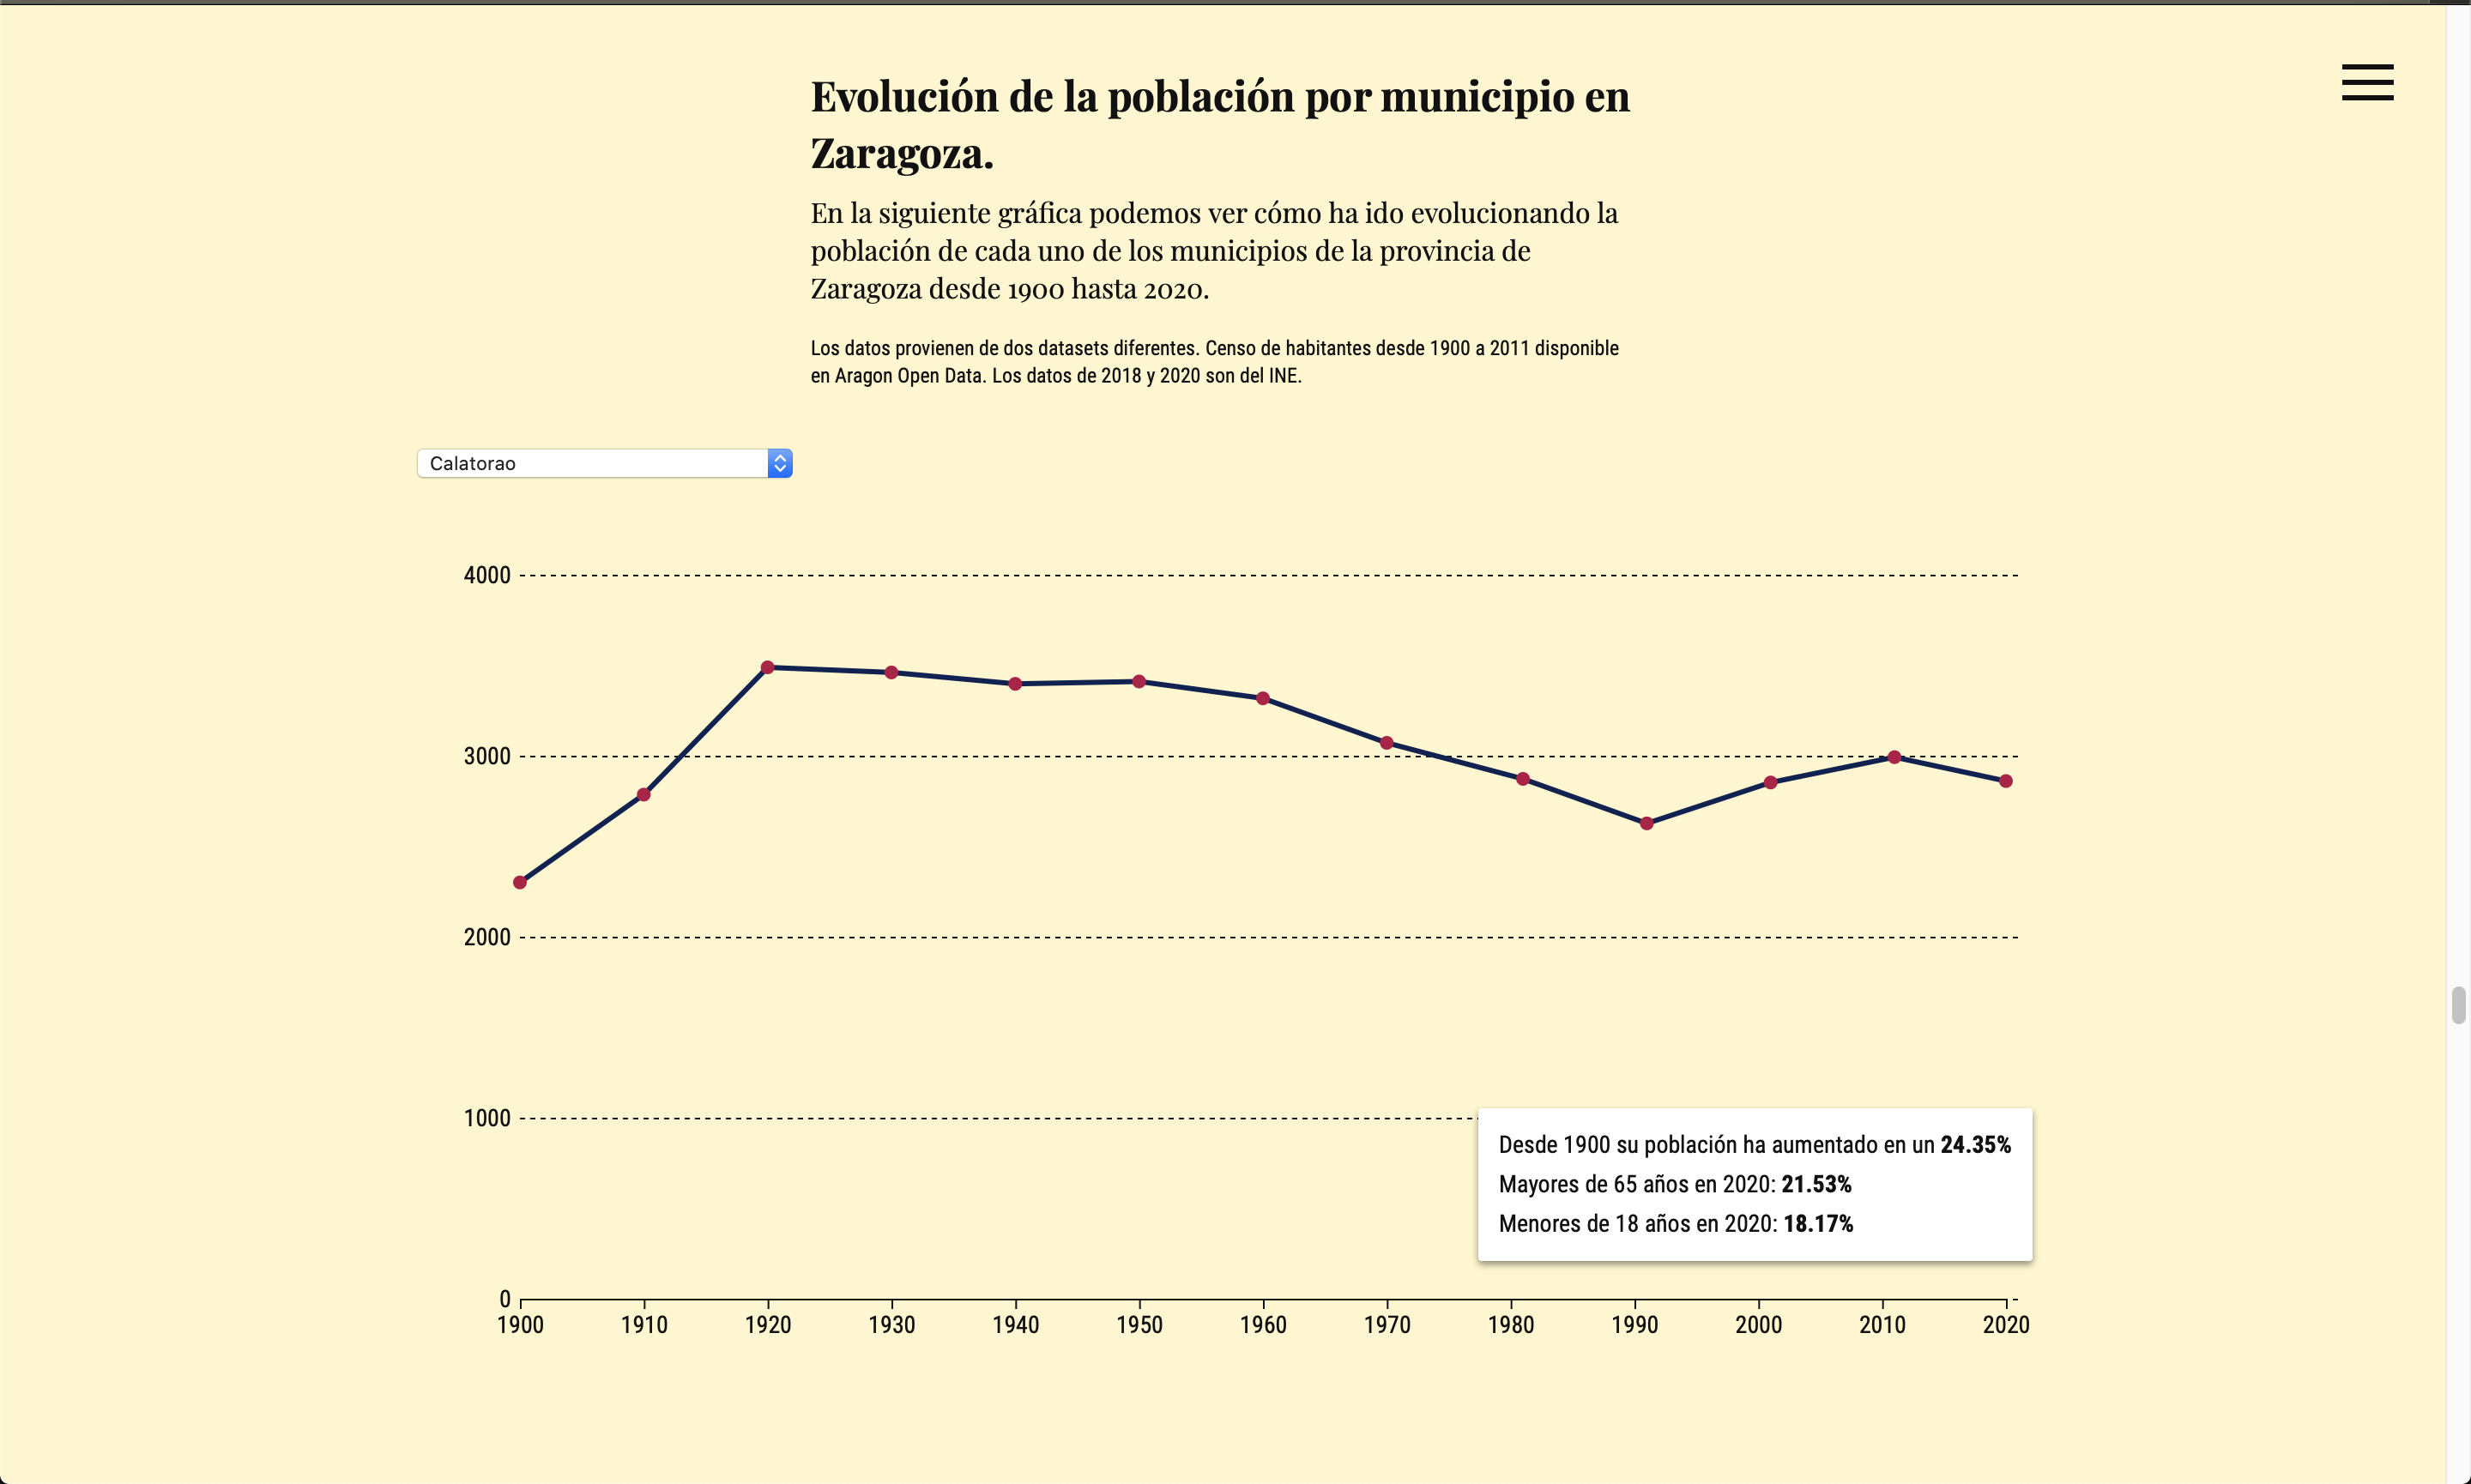 Evolución de la población por municipio en
Zaragoza.
En la siguiente gráfica podemos ver cómo ha ido evolucionando la
población de cada uno de los municipios de la provincia de
Zaragoza desde 1900 hasta 2020.
Los datos provienen de dos datasets diferentes. Censo de habitantes desde 1900 a 2011 disponible
en Aragon Open Data. Los datos de 2018 y 2020 son del INE.
Calatorao
4000
3000
2000
1000
Desde 1900 su población ha aumentado en un 24.35%
Mayores de 65 años en 2020: 21.53%
Menores de 18 años en 2020: 18.17%
0
1900 1910 1920 1930 1940 1950 1960 1970 1980 1990 2000 2010 2020